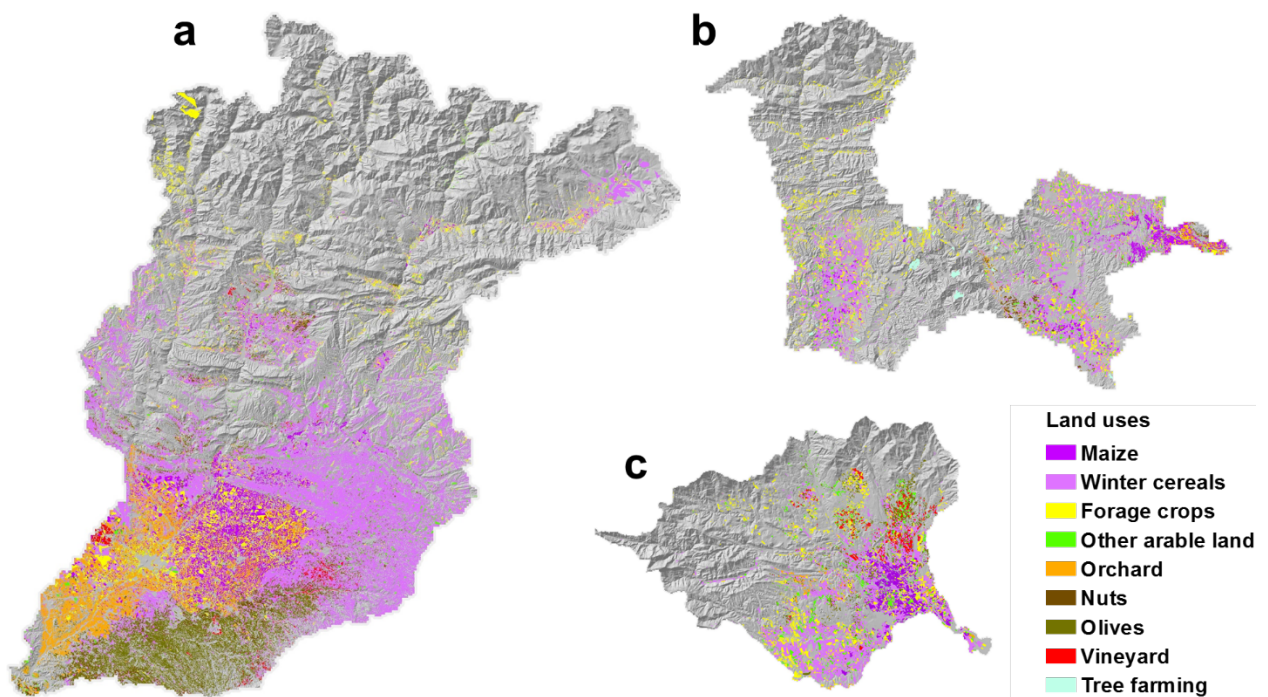 a
b
c
Land uses
Maize
Winter cereals
Forage crops
Other arable land
Orchard
Nuts
Olives
Vineyard
Tree farming